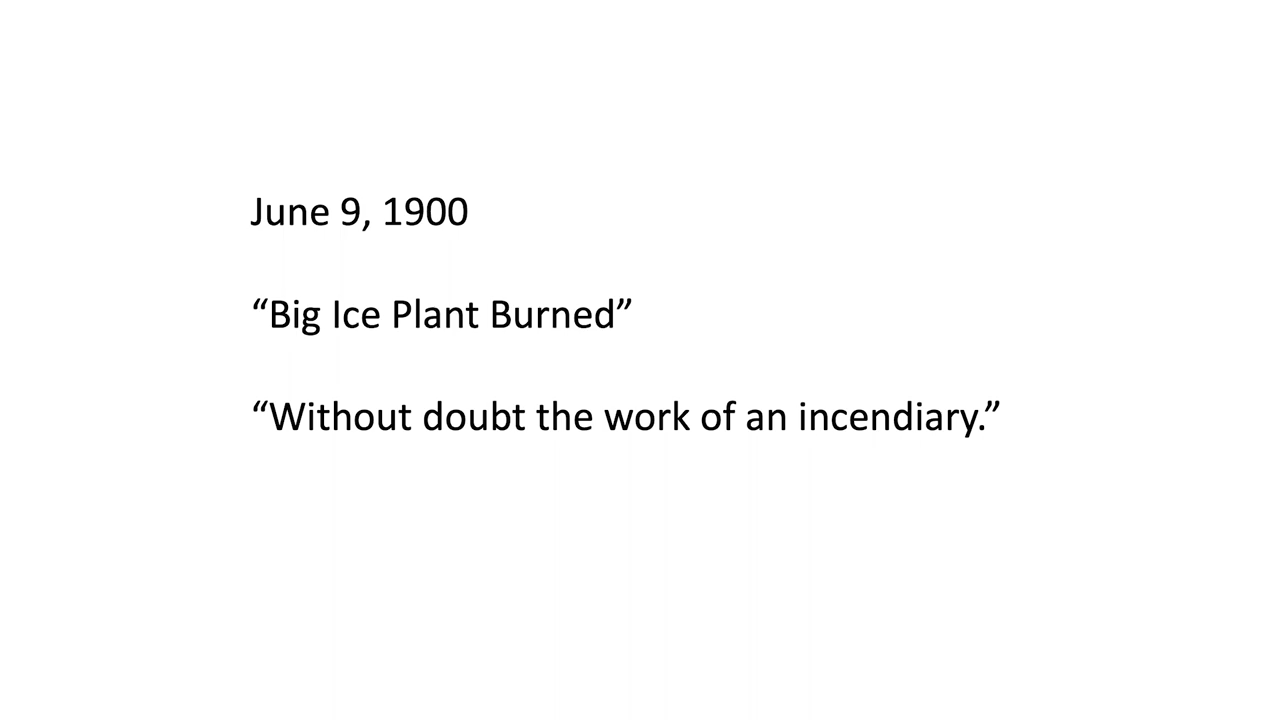 June 9, 1900
“Big Ice Plant Burned”
“Without doubt the work of an incendiary.”